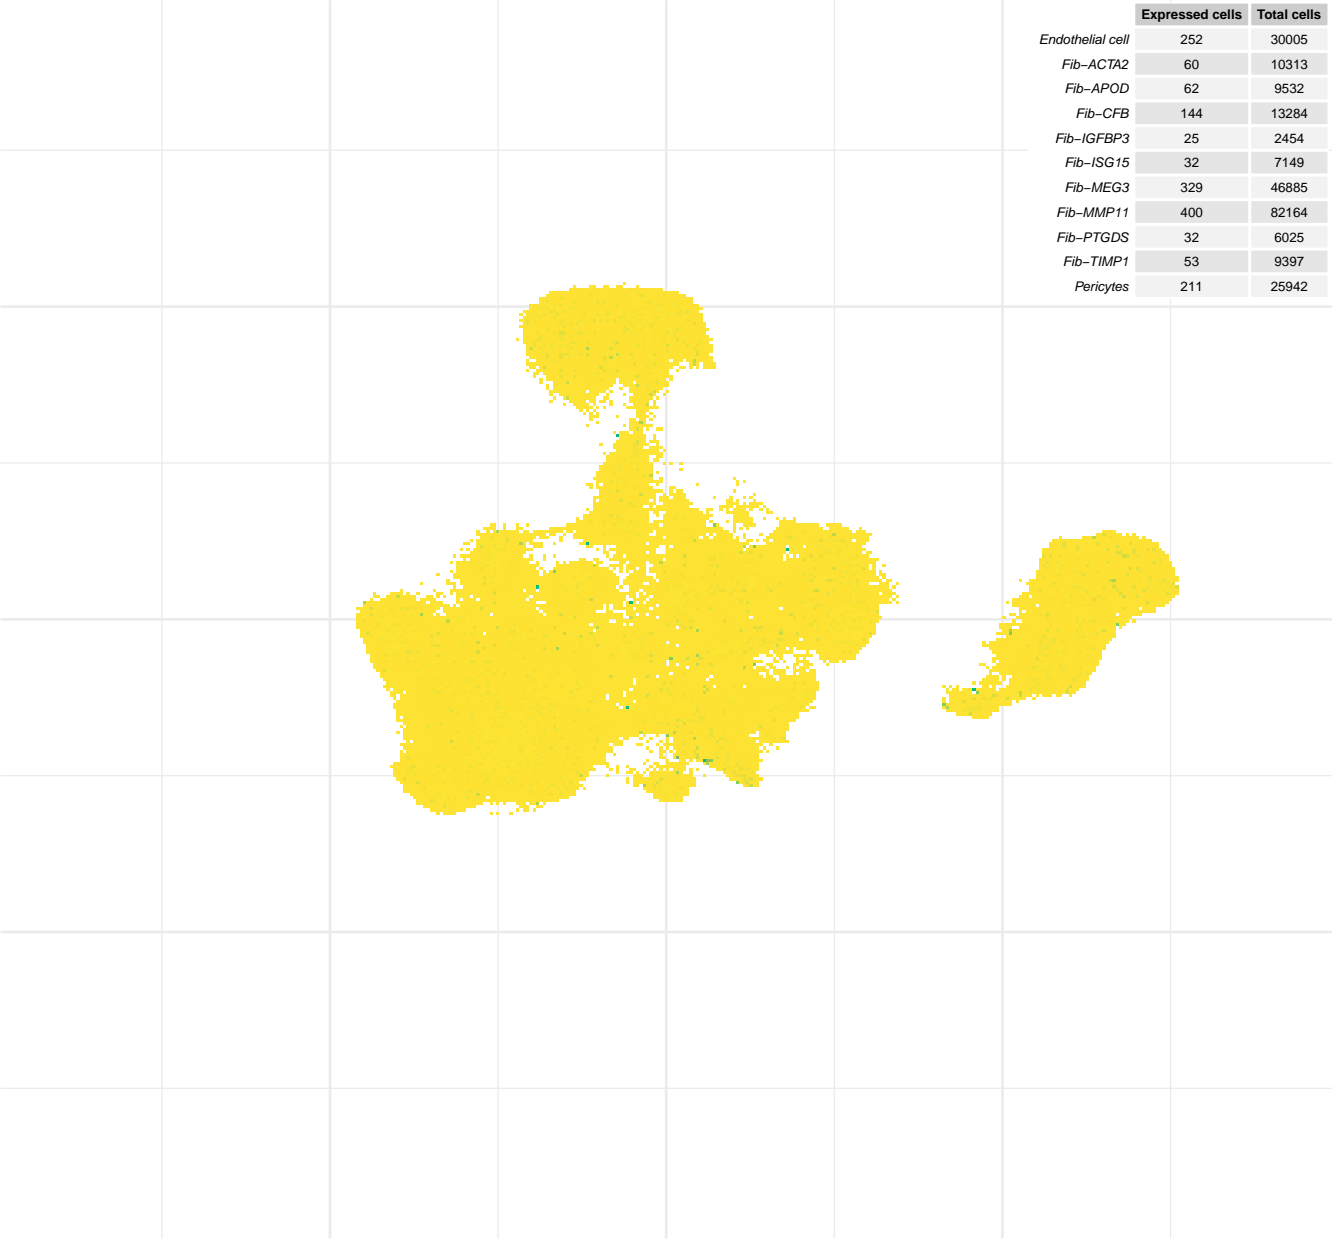 Expressed cells Total cells
Endothelial cell 252 30005
Fib−ACTA2 60 10313
Fib−APOD 62 9532
Fib−CFB 144 13284
Fib−IGFBP3 25 2454
Fib−ISG15 32 7149
Fib−MEG3 329 46885
Fib−MMP11 400 82164
Fib−PTGDS 32 6025
Fib−TIMP1 53 9397
Pericytes 211 25942